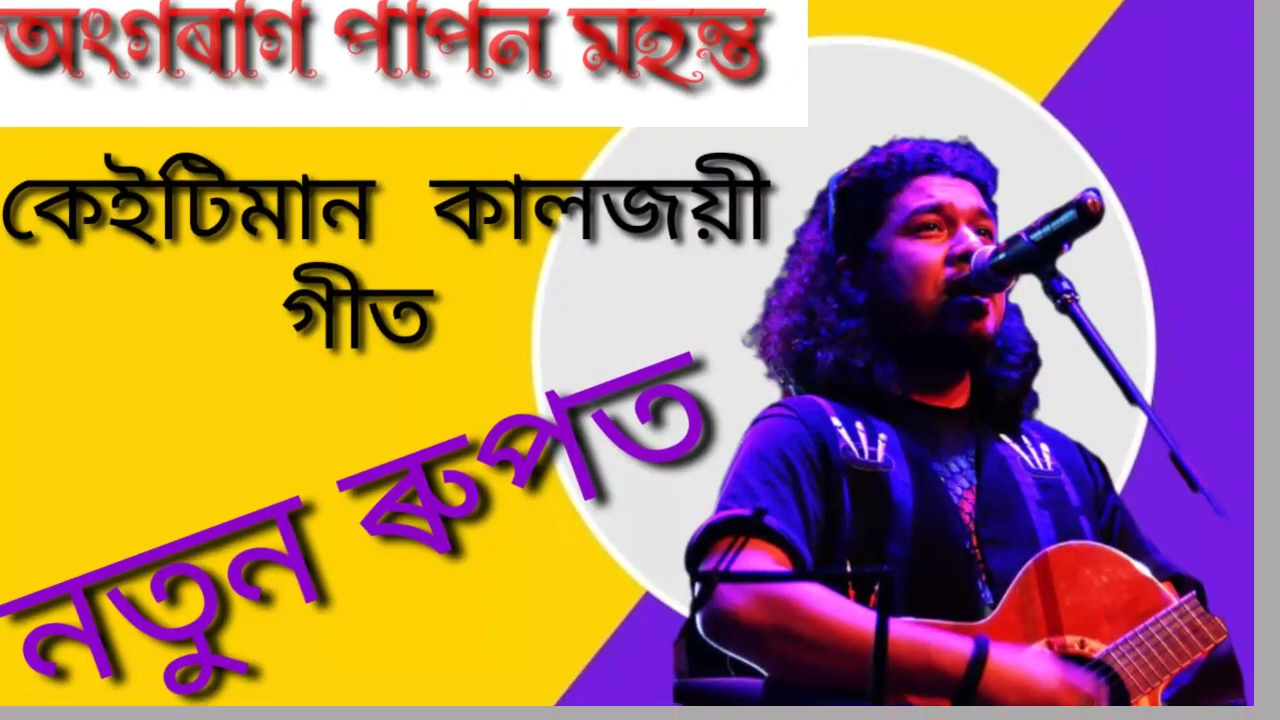 অংগৰাগ পাপন মহন্ত
কেইটিমান কালজয়ী
গীত
নতুন ৰুপত